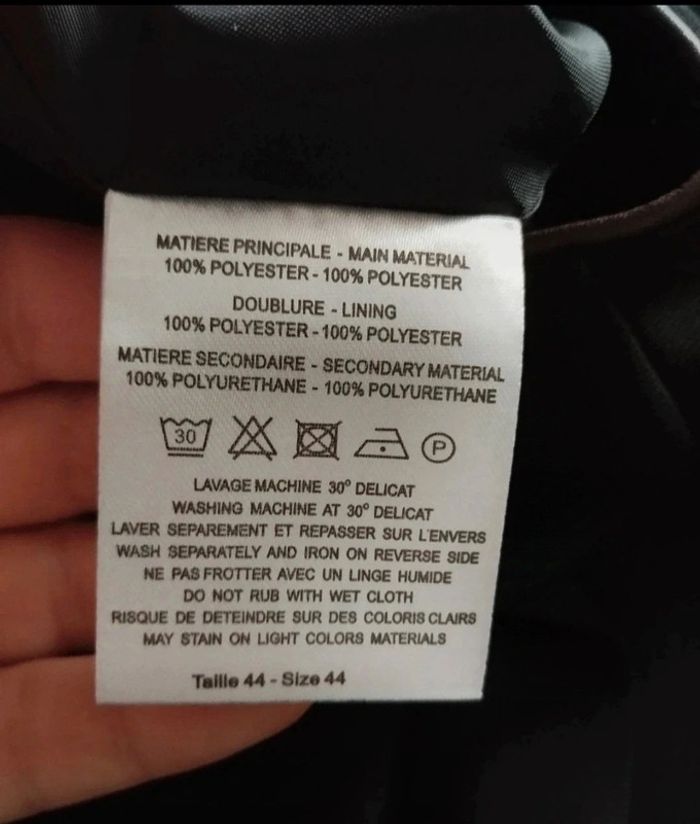 MATIERE PRINCIPALE - MAIN MATERIAL
100% POLYESTER - 100% POLYESTER
DOUBLURE - LINING
100% POLYESTER - 100% POLYESTER
MATIERE SECONDAIRE - SECONDARY MATERIAL
100% POLYURETHANE - 100% POLYURETHANE
30 P
LAVAGE MACHINE 30° DELICAT
WASHING MACHINE AT 30° DELICAT
LAVER SEPAREMENT ET REPASSER SUR L'ENVERS
WASH SEPARATELY AND IRON ON REVERSE SIDE
NE PAS FROTTER AVEC UN LINGE HUMIDE
DO NOT RUB WITH WET CLOTH
RISQUE DE DETEINDRE SUR DES COLORIS CLAIRS
MAY STAIN ON LIGHT COLORS MATERIALS
Taille 44 - Size 44